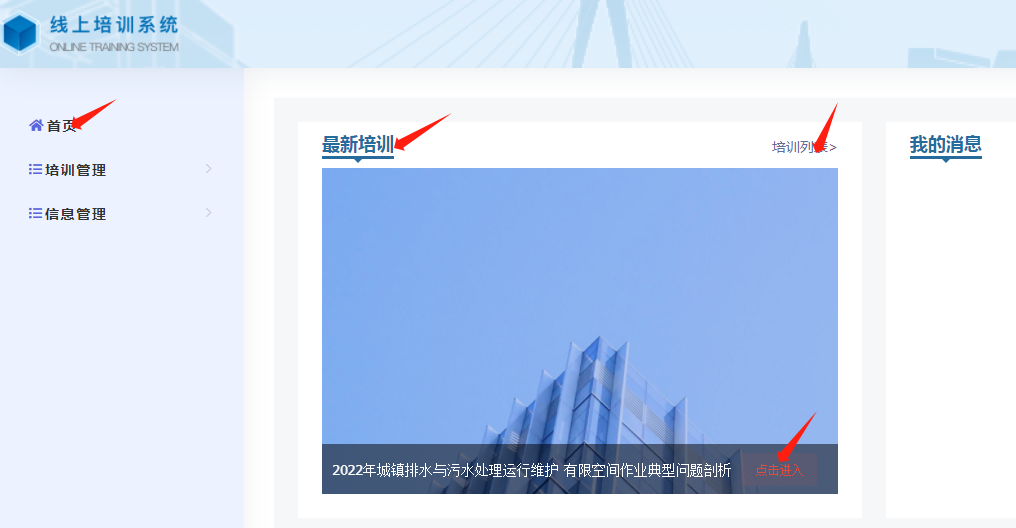 线上培训系统
ONLINE TRAINING SYSTEM
首页
培训管理
信息管理
最新培训
培训列表>
我的消息
2022年城镇排水与污水处理运行维护 有限空间作业典型问题剖析
点击进入